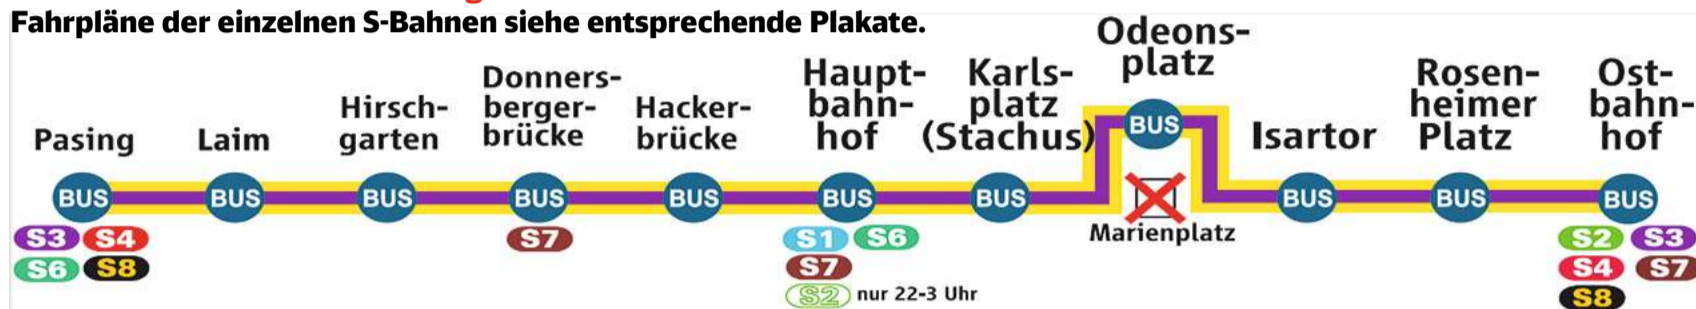 Fahrpläne der einzelnen S-Bahnen siehe entsprechende Plakate.
Pasing
Laim
Hirsch-
garten
Donners-
berger-
brücke
Hacker-
brücke
Haupt-
bahn-
hof
Karls-
platz
(Stachus)
Odeons-
platz
Isartor
Rosen-
heimer
Platz
Ost-
bahn-
hof
BUS
BUS
BUS
BUS
BUS
BUS
BUS
BUS
BUS
BUS
BUS
Marienplatz
S3 S4
S6 S8
S7
S1 S6
S7
S2 nur 22-3 Uhr
S2 S3
S4 S7
S8